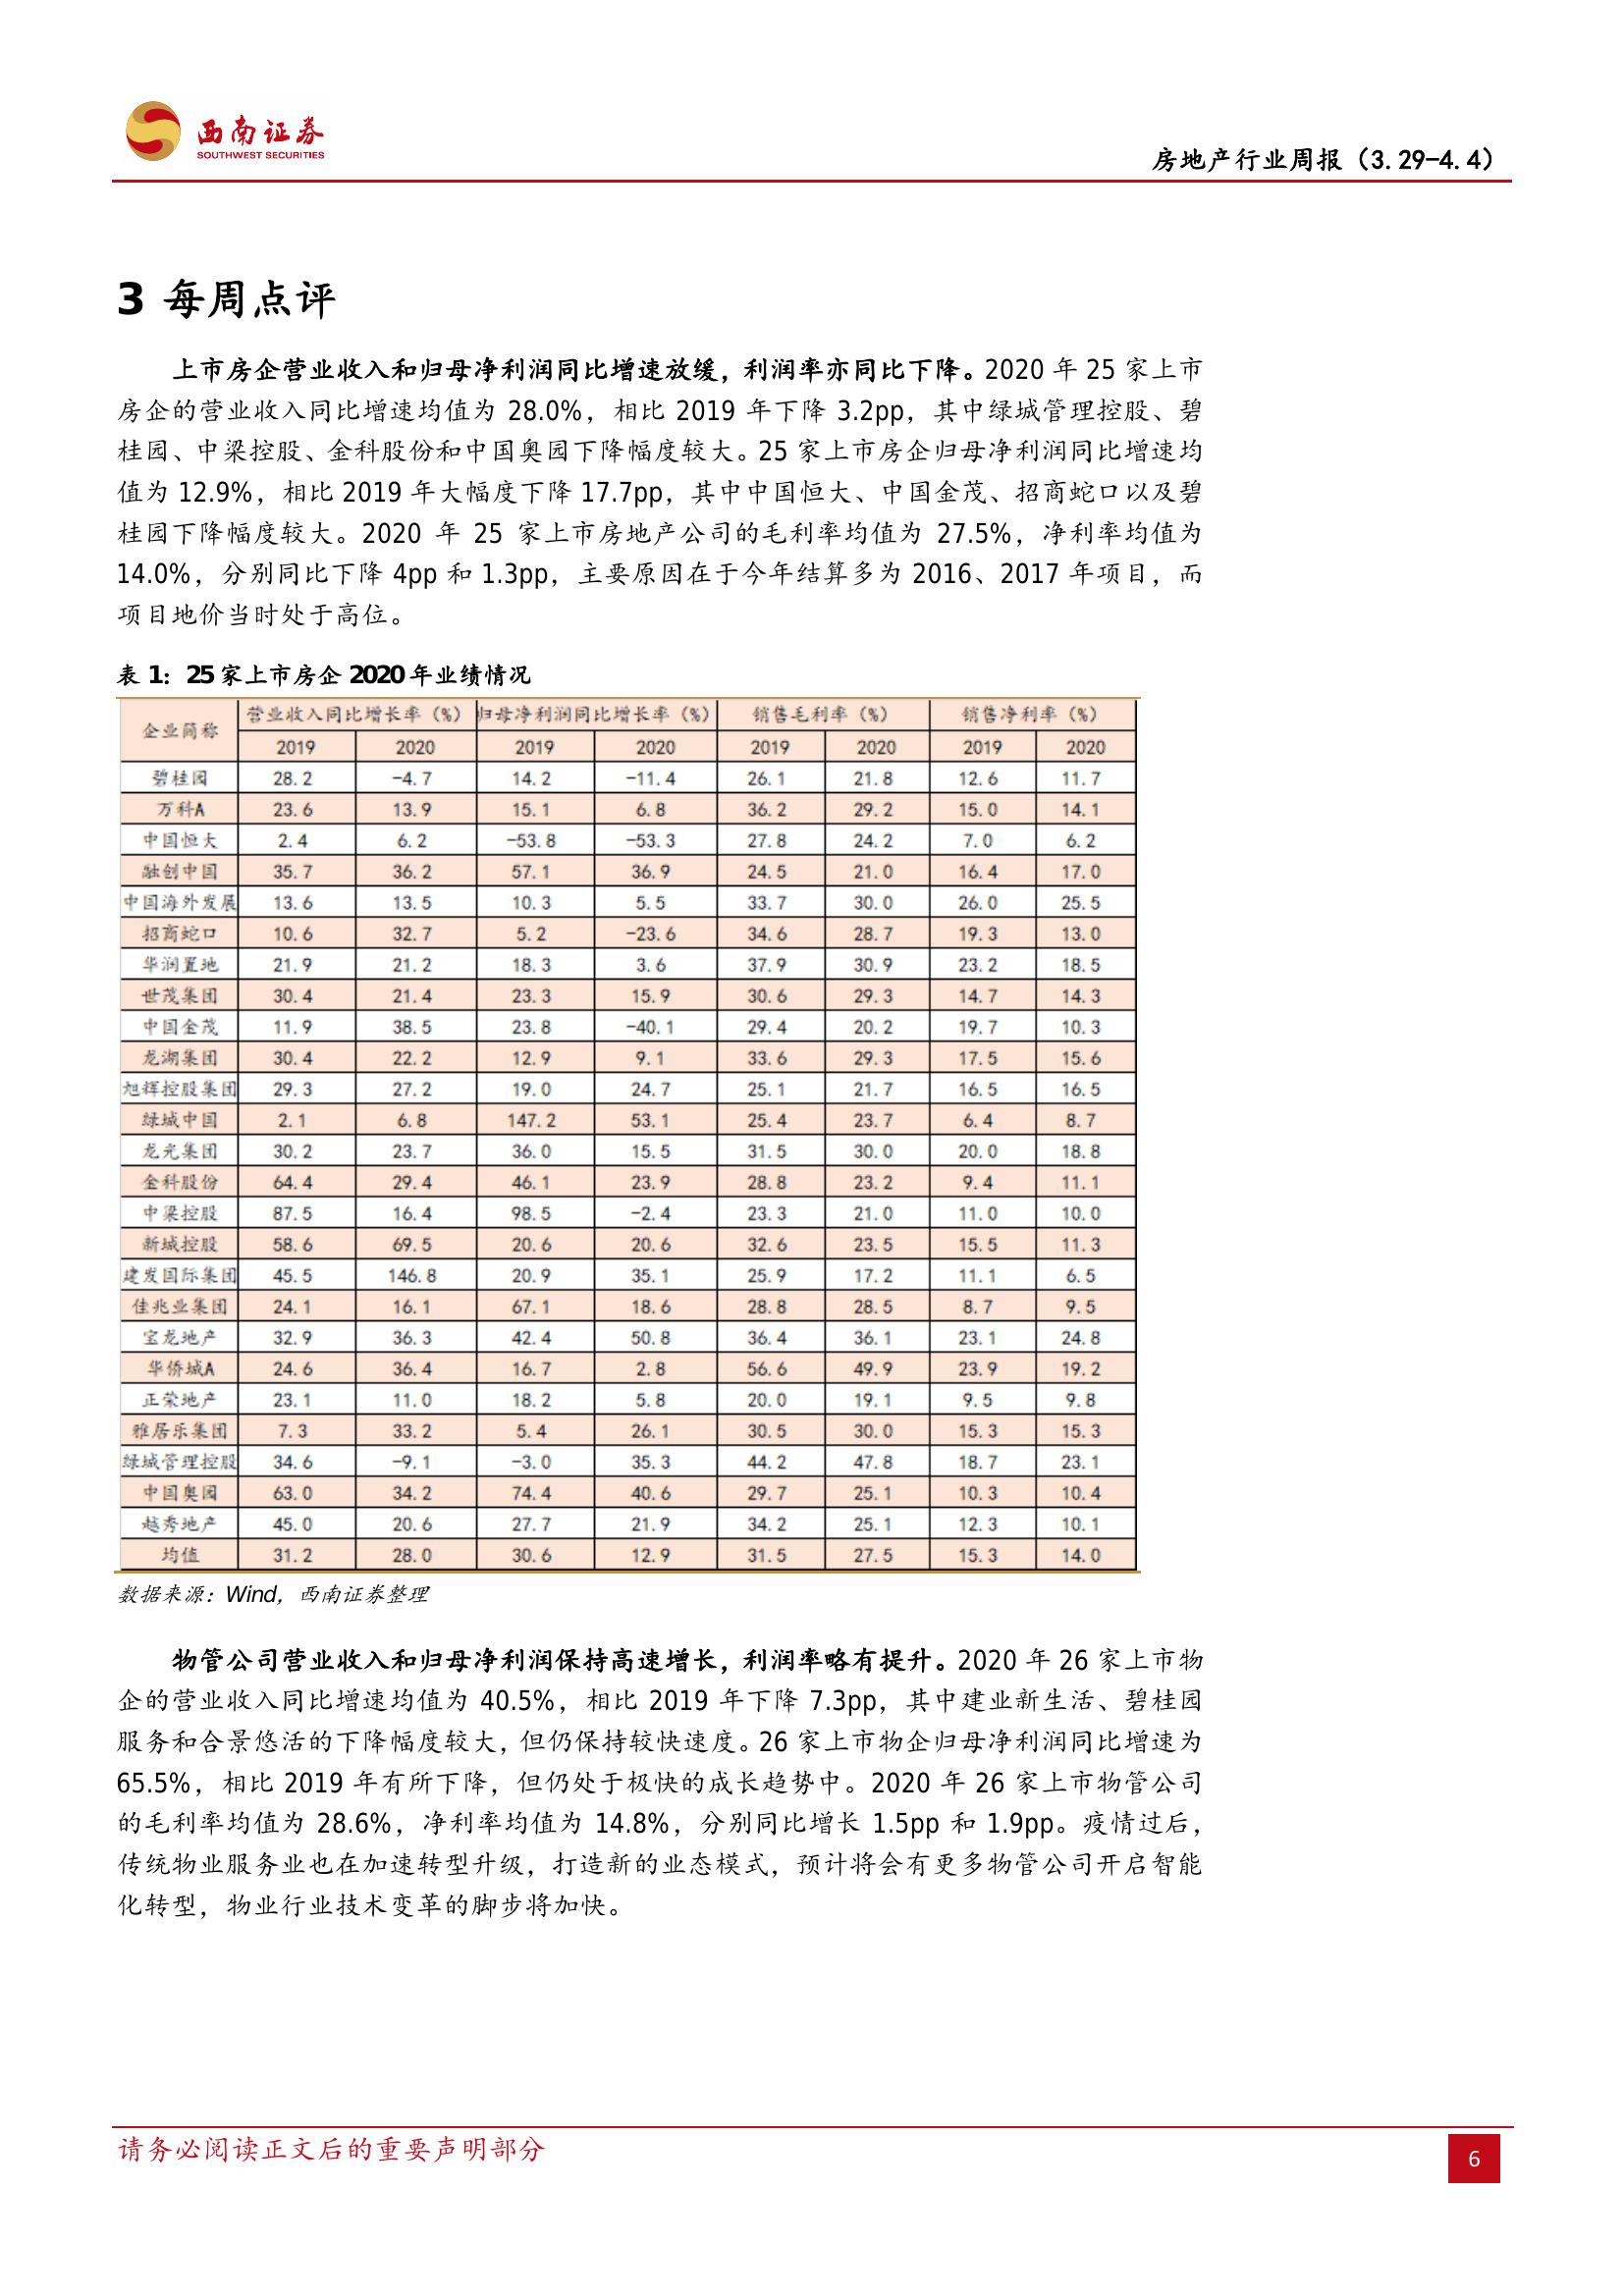 西南证券
SOUTHWEST SECURITIES
房地产行业周报（3.29-4.4）
3 每周点评
上市房企营业收入和归母净利润同比增速放缓，利润率亦同比下降。2020 年 25 家上市
房企的营业收入同比增速均值为 28.0%，相比 2019 年下降 3.2pp，其中绿城管理控股、碧
桂园、中梁控股、金科股份和中国奥园下降幅度较大。25 家上市房企归母净利润同比增速均
值为 12.9%，相比 2019 年大幅度下降 17.7pp，其中中国恒大、中国金茂、招商蛇口以及碧
桂园下降幅度较大。2020 年 25 家上市房地产公司的毛利率均值为 27.5%，净利率均值为
14.0%，分别同比下降 4pp 和 1.3pp，主要原因在于今年结算多为 2016、2017 年项目，而
项目地价当时处于高位。
表 1：25 家上市房企 2020 年业绩情况
企业简称 营业收入同比增长率（%） 归母净利润同比增长率（%） 销售毛利率（%） 销售净利率（%）
2019 2020 2019 2020 2019 2020 2019 2020
碧桂园 28.2 -4.7 14.2 -11.4 26.1 21.8 12.6 11.7
万科A 23.6 13.9 15.1 6.8 36.2 29.2 15.0 14.1
中国恒大 2.4 6.2 -53.8 -53.3 27.8 24.2 7.0 6.2
融创中国 35.7 36.2 57.1 36.9 24.5 21.0 16.4 17.0
中国海外发展 13.6 13.5 10.3 5.5 33.7 30.0 26.0 25.5
招商蛇口 10.6 32.7 5.2 -23.6 34.6 28.7 19.3 13.0
华润置地 21.9 21.2 18.3 3.6 37.9 30.9 23.2 18.5
世茂集团 30.4 21.4 23.3 15.9 30.6 29.3 14.7 14.3
中国金茂 11.9 38.5 23.8 -40.1 29.4 20.2 19.7 10.3
龙湖集团 30.4 22.2 12.9 9.1 33.6 29.3 17.5 15.6
旭辉控股集团 29.3 27.2 19.0 24.7 25.1 21.7 16.5 16.5
绿城中国 2.1 6.8 147.2 53.1 25.4 23.7 6.4 8.7
龙光集团 30.2 23.7 36.0 15.5 31.5 30.0 20.0 18.8
金科股份 64.4 29.4 46.1 23.9 28.8 23.2 9.4 11.1
中梁控股 87.5 16.4 98.5 -2.4 23.3 21.0 11.0 10.0
新城控股 58.6 69.5 20.6 20.6 32.6 23.5 15.5 11.3
建发国际集团 45.5 146.8 20.9 35.1 25.9 17.2 11.1 6.5
佳兆业集团 24.1 16.1 67.1 18.6 28.8 28.5 8.7 9.5
宝龙地产 32.9 36.3 42.4 50.8 36.4 36.1 23.1 24.8
华侨城A 24.6 36.4 16.7 2.8 56.6 49.9 23.9 19.2
正荣地产 23.1 11.0 18.2 5.8 20.0 19.1 9.5 9.8
雅居乐集团 7.3 33.2 5.4 26.1 30.5 30.0 15.3 15.3
绿城管理控股 34.6 -9.1 -3.0 35.3 44.2 47.8 18.7 23.1
中国奥园 63.0 34.2 74.4 40.6 29.7 25.1 10.3 10.4
越秀地产 45.0 20.6 27.7 21.9 34.2 25.1 12.3 10.1
均值 31.2 28.0 30.6 12.9 31.5 27.5 15.3 14.0
数据来源：Wind，西南证券整理
物管公司营业收入和归母净利润保持高速增长，利润率略有提升。2020 年 26 家上市物
企的营业收入同比增速均值为 40.5%，相比 2019 年下降 7.3pp，其中建业新生活、碧桂园
服务和合景悠活的下降幅度较大，但仍保持较快速度。26 家上市物企归母净利润同比增速为
65.5%，相比 2019 年有所下降，但仍处于极快的成长趋势中。2020 年 26 家上市物管公司
的毛利率均值为 28.6%，净利率均值为 14.8%，分别同比增长 1.5pp 和 1.9pp。疫情过后，
传统物业服务业也在加速转型升级，打造新的业态模式，预计将会有更多物管公司开启智能
化转型，物业行业技术变革的脚步将加快。
请务必阅读正文后的重要声明部分
6